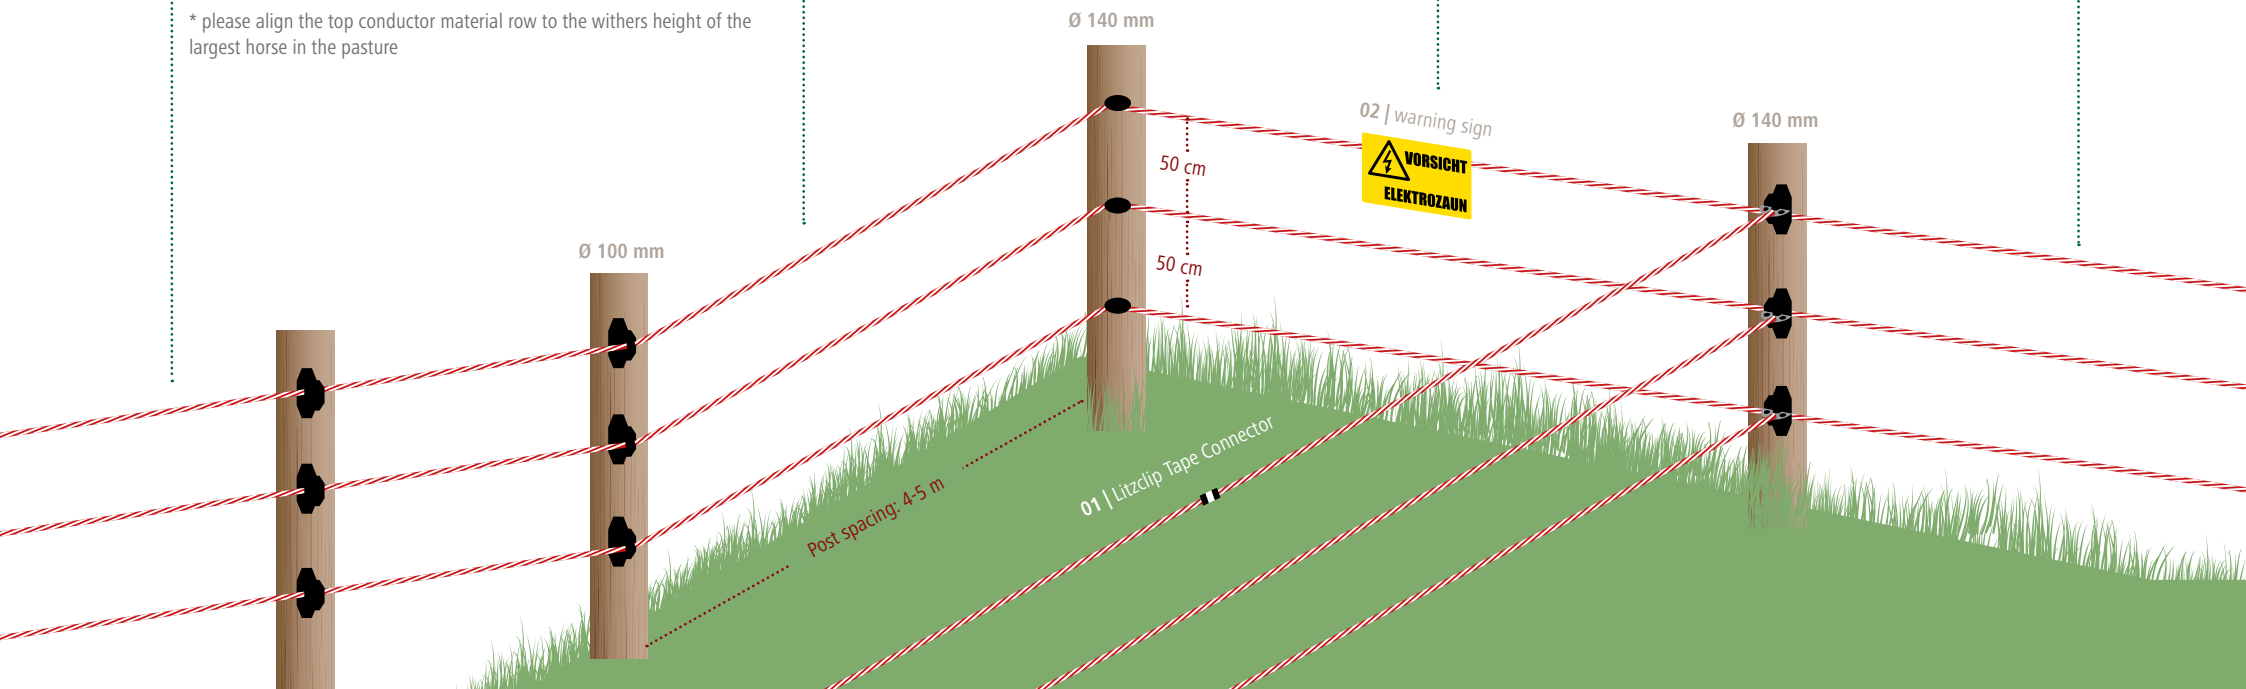 * please align the top conductor material row to the withers height of the
largest horse in the pasture
Ø 140 mm
02 | warning sign
Ø 140 mm
VORSICHT
ELEKTROZAUN
50 cm
50 cm
Ø 100 mm
01 | Litzclip Tape Connector
Post spacing: 4-5 m